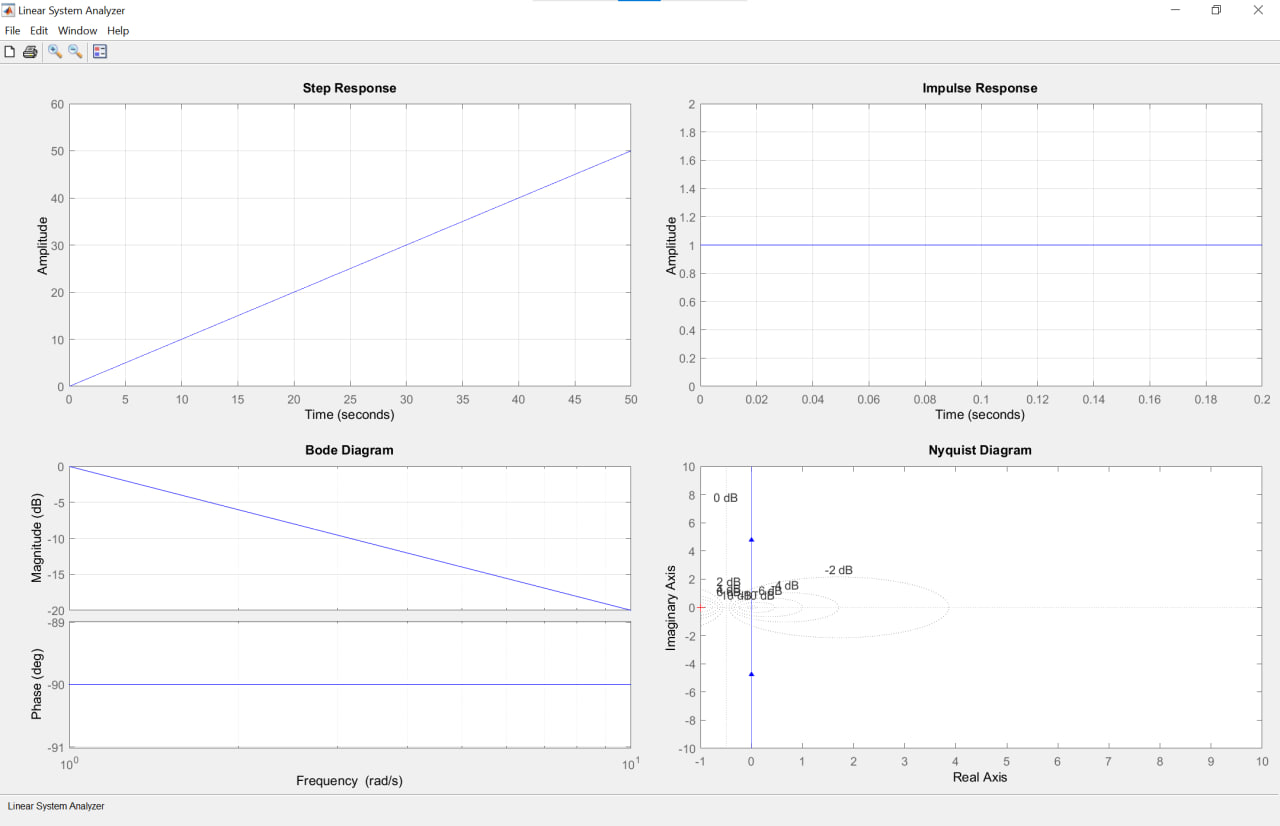 Linear System Analyzer
File Edit Window Help
Step Response
60
50
40
30
20
10
0
Amplitude
0 5 10 15 20 25 30 35 40 45 50
Time (seconds)
Impulse Response
2
1.8
1.6
1.4
1.2
1
0.8
0.6
0.4
0.2
0
Amplitude
0 0.02 0.04 0.06 0.08 0.1 0.12 0.14 0.16 0.18 0.2
Time (seconds)
Bode Diagram
0
-5
-10
-15
-20
Magnitude (dB)
-89
-90
-91
Phase (deg)
10^0 10^1
Frequency (rad/s)
Nyquist Diagram
10
8
6
4
2
0
-2
-4
-6
-8
-10
Imaginary Axis
0 dB
-2 dB
2 dB
-1 0 1 2 3 4 5 6 7 8 9 10
Real Axis
Linear System Analyzer